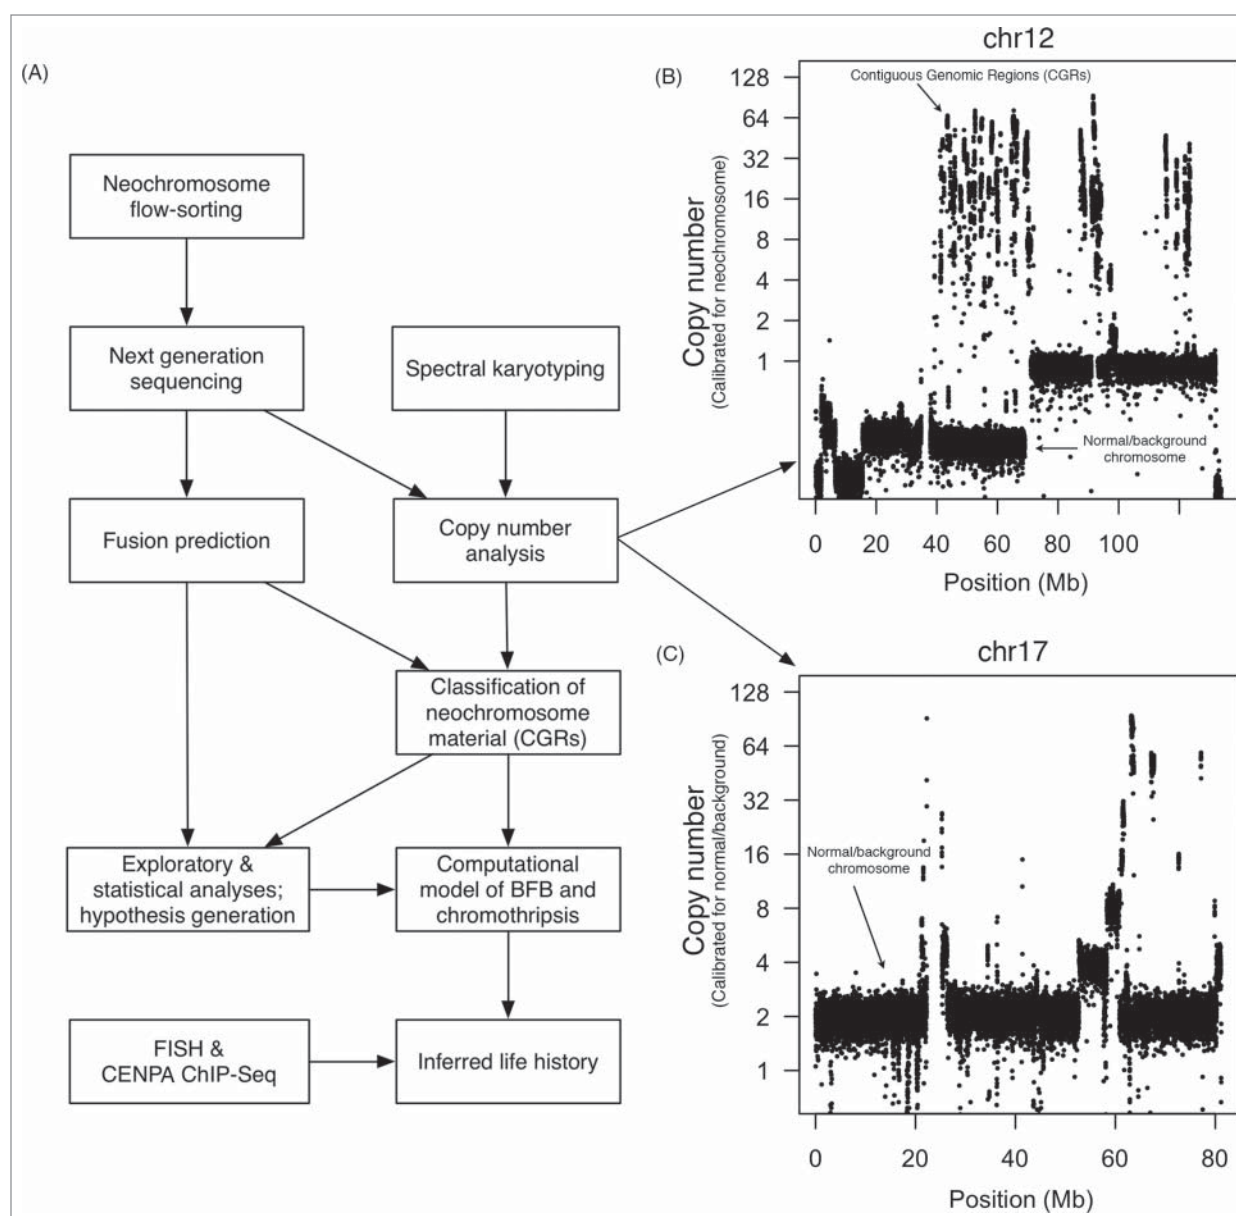 (A)
Neochromosome
flow-sorting
Next generation
sequencing
Spectral karyotyping
Fusion prediction
Copy number
analysis
Classification of
neochromosome
material (CGRs)
Exploratory &
statistical analyses;
hypothesis generation
Computational
model of BFB and
chromothripsis
FISH &
CENPA ChIP-Seq
Inferred life history
(B)
chr12
Contiguous Genomic Regions (CGRs)
Copy number
(Calibrated for neochromosome)
128
64
32
16
8
4
2
1
Normal/background
chromosome
0 20 40 60 80 100
Position (Mb)
(C)
chr17
Copy number
(Calibrated for normal/background)
128
64
32
16
8
4
2
1
Normal/background
chromosome
0 20 40 60 80
Position (Mb)